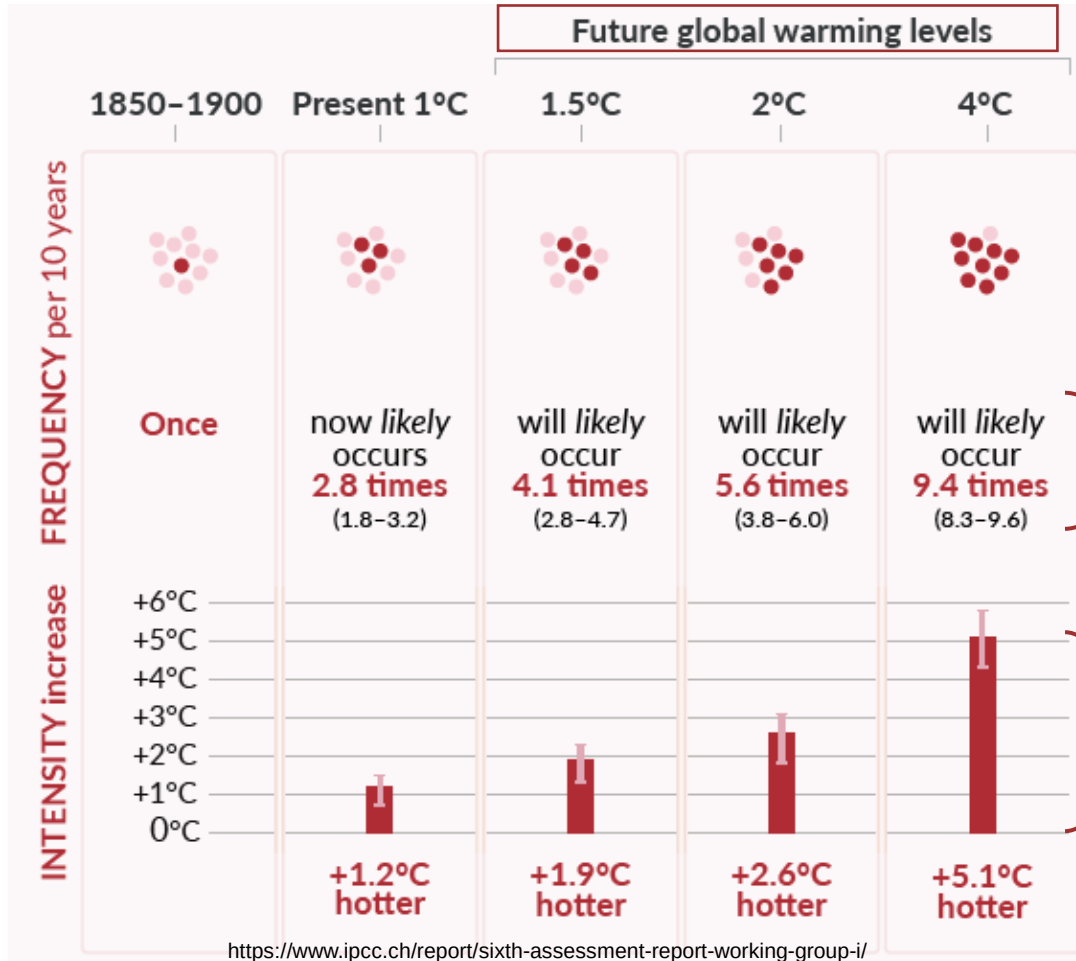 Future global warming levels
1850–1900
Present 1°C
1.5°C
2°C
4°C
FREQUENCY per 10 years
Once
now likely
occurs
2.8 times
(1.8–3.2)
will likely
occur
4.1 times
(2.8–4.7)
will likely
occur
5.6 times
(3.8–6.0)
will likely
occur
9.4 times
(8.3–9.6)
INTENSITY increase
+6°C
+5°C
+4°C
+3°C
+2°C
+1°C
0°C
+1.2°C
hotter
+1.9°C
hotter
+2.6°C
hotter
+5.1°C
hotter
https://www.ipcc.ch/report/sixth-assessment-report-working-group-i/